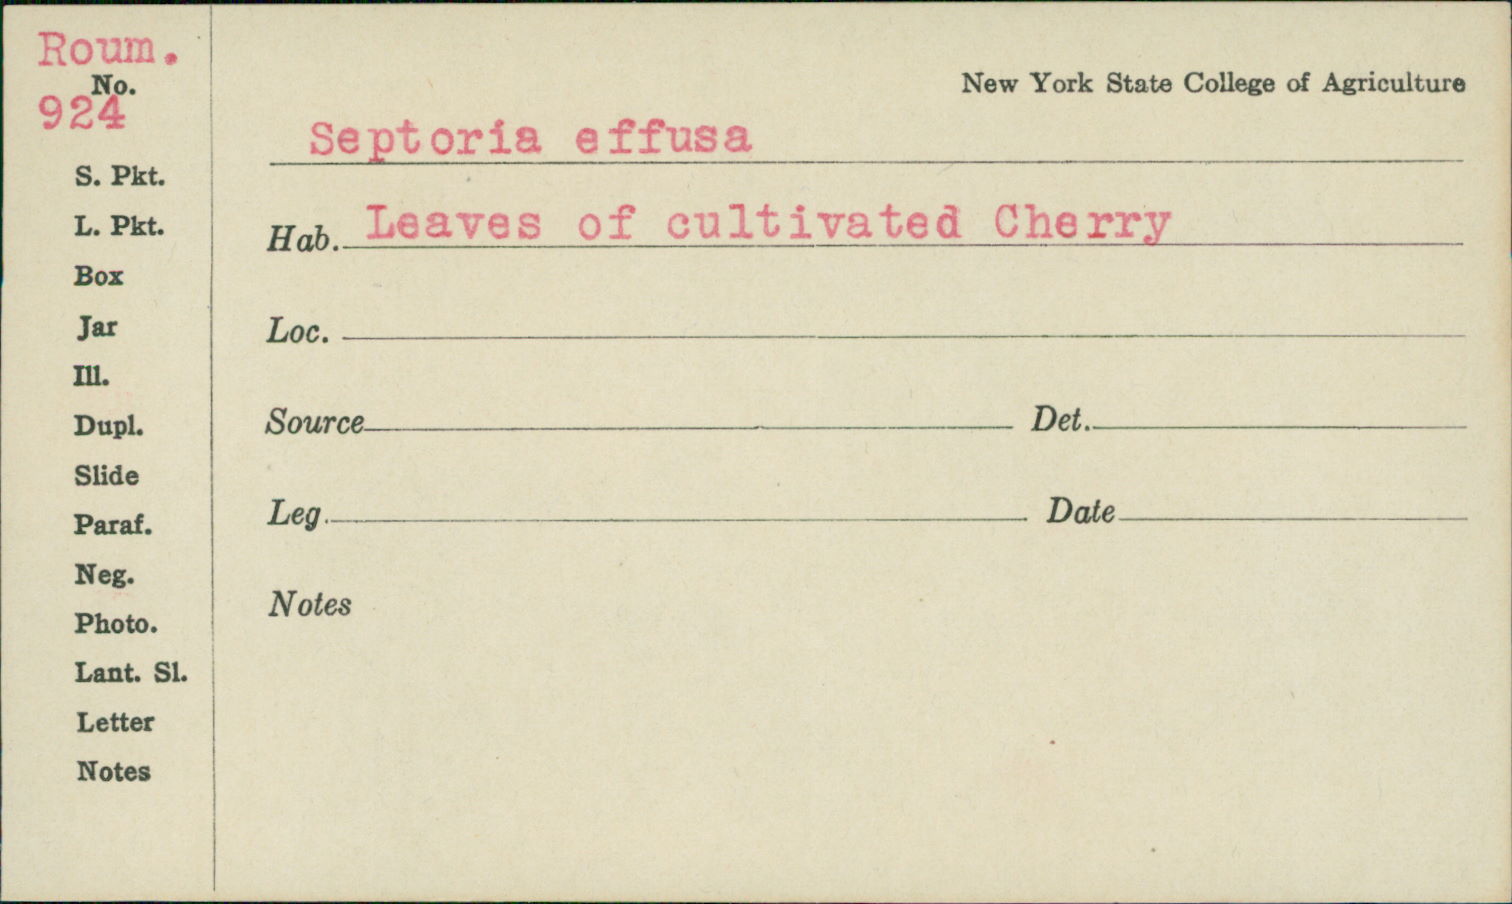 Roum.
No.
924
S. Pkt.
L. Pkt.
Box
Jar
Ill.
Dupl.
Slide
Paraf.
Neg.
Photo.
Lant. Sl.
Letter
Notes
New York State College of Agriculture
Septoria effusa
Hab. Leaves of cultivated Cherry
Loc.
Source Det.
Leg. Date
Notes